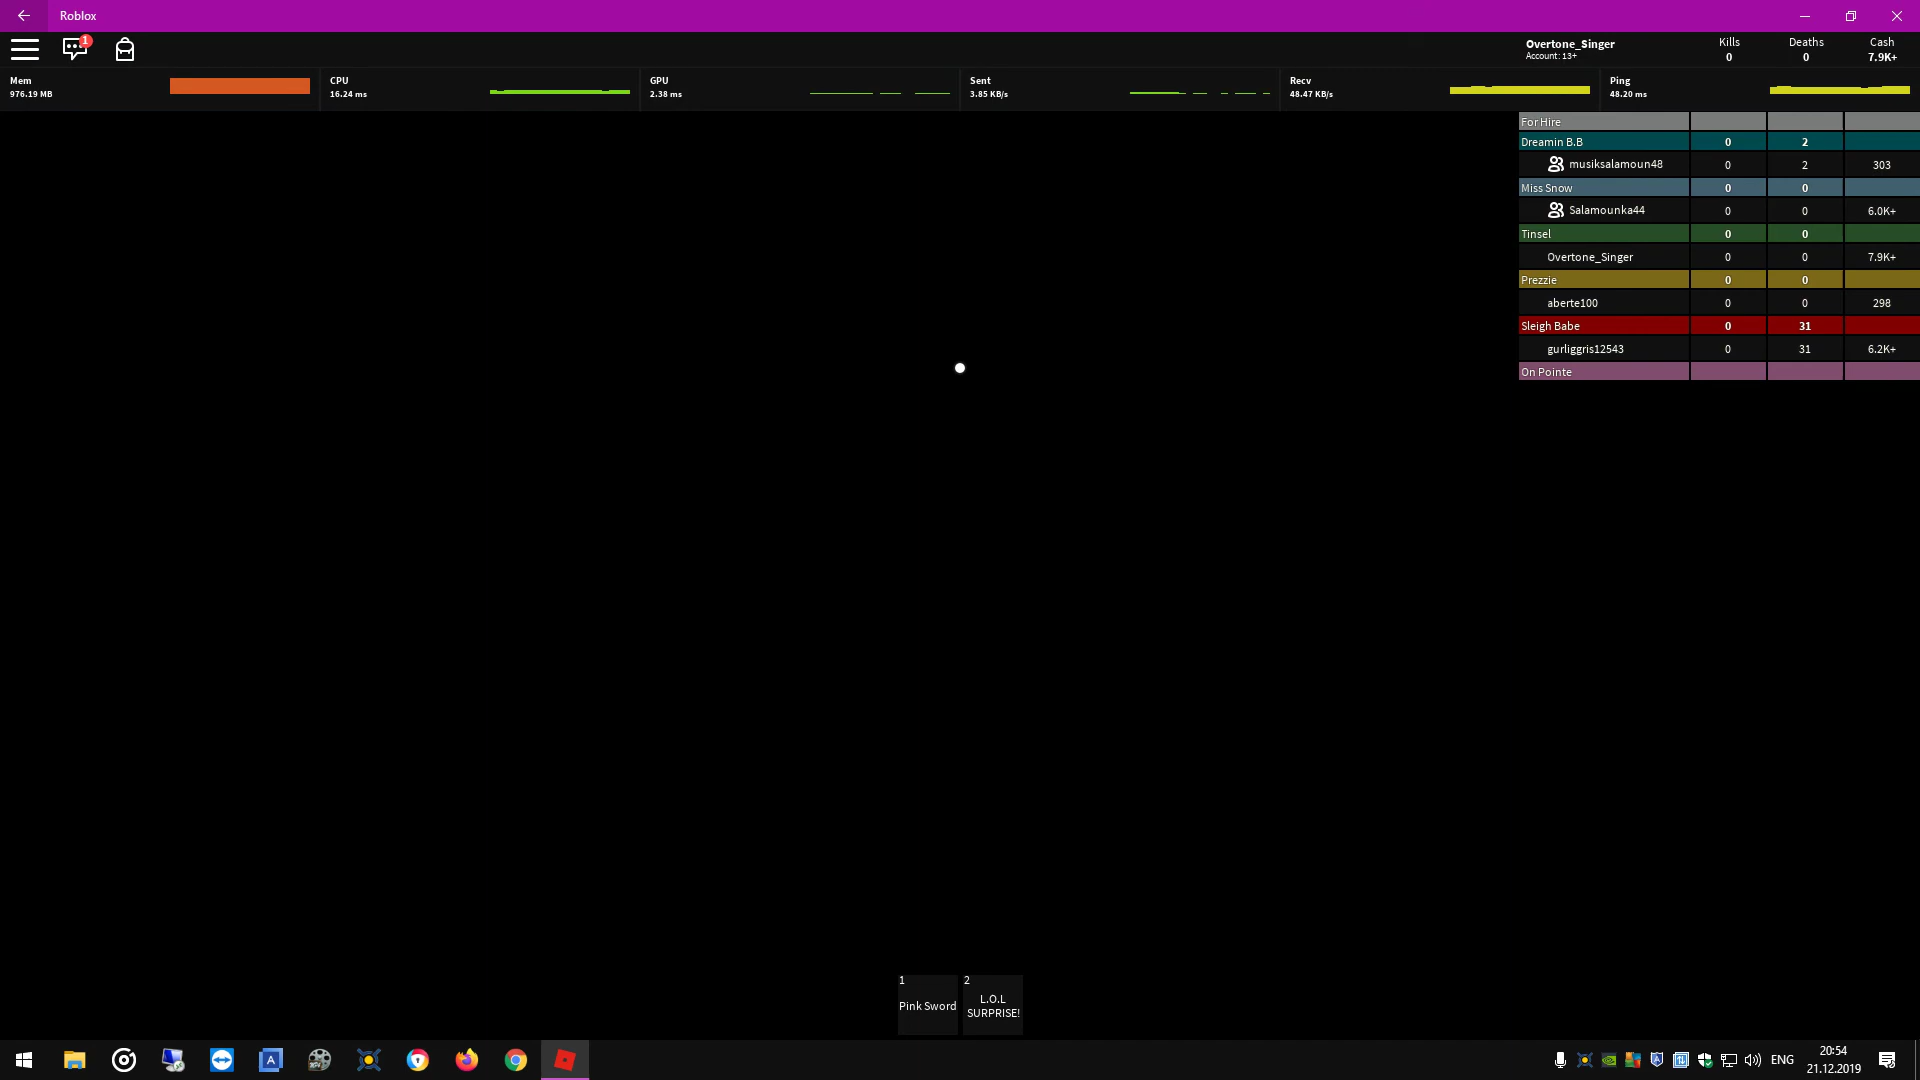 Roblox
1
Overtone_Singer
Account: 13+
Kills
0
Deaths
0
Cash
7.9K+
Mem
976.19 MB
CPU
16.24 ms
GPU
2.38 ms
Sent
3.85 KB/s
Recv
48.47 KB/s
Ping
48.20 ms
For Hire
Dreamin B.B 0 2
musiksalamoun48 0 2 303
Miss Snow 0 0
Salamounka44 0 0 6.0K+
Tinsel 0 0
Overtone_Singer 0 0 7.9K+
Prezzie 0 0
aberte100 0 0 298
Sleigh Babe 0 31
gurliggris12543 0 31 6.2K+
On Pointe
1
Pink Sword
2
L.O.L
SURPRISE!
A
ENG
20:54
21.12.2019